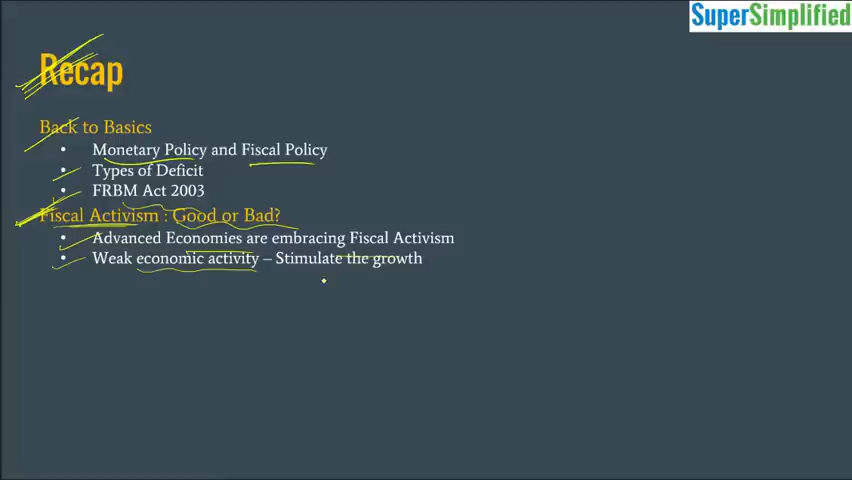 SuperSimplified
Recap
Back to Basics
• Monetary Policy and Fiscal Policy
• Types of Deficit
• FRBM Act 2003
Fiscal Activism : Good or Bad?
• Advanced Economies are embracing Fiscal Activism
• Weak economic activity – Stimulate the growth